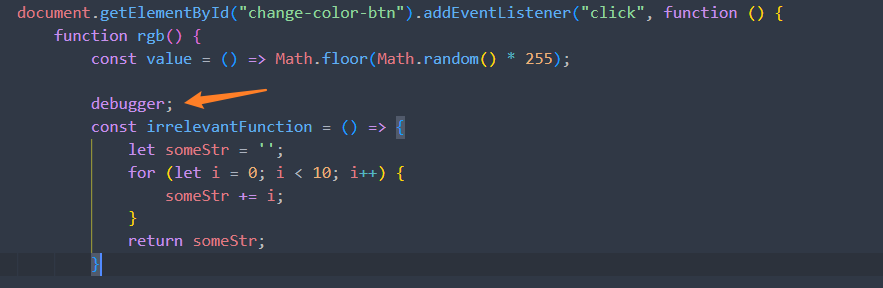 document.getElementById("change-color-btn").addEventListener("click", function () {
    function rgb() {
        const value = () => Math.floor(Math.random() * 255);

        debugger;
        const irrelevantFunction = () => {
            let someStr = '';
            for (let i = 0; i < 10; i++) {
                someStr += i;
            }
            return someStr;
        }